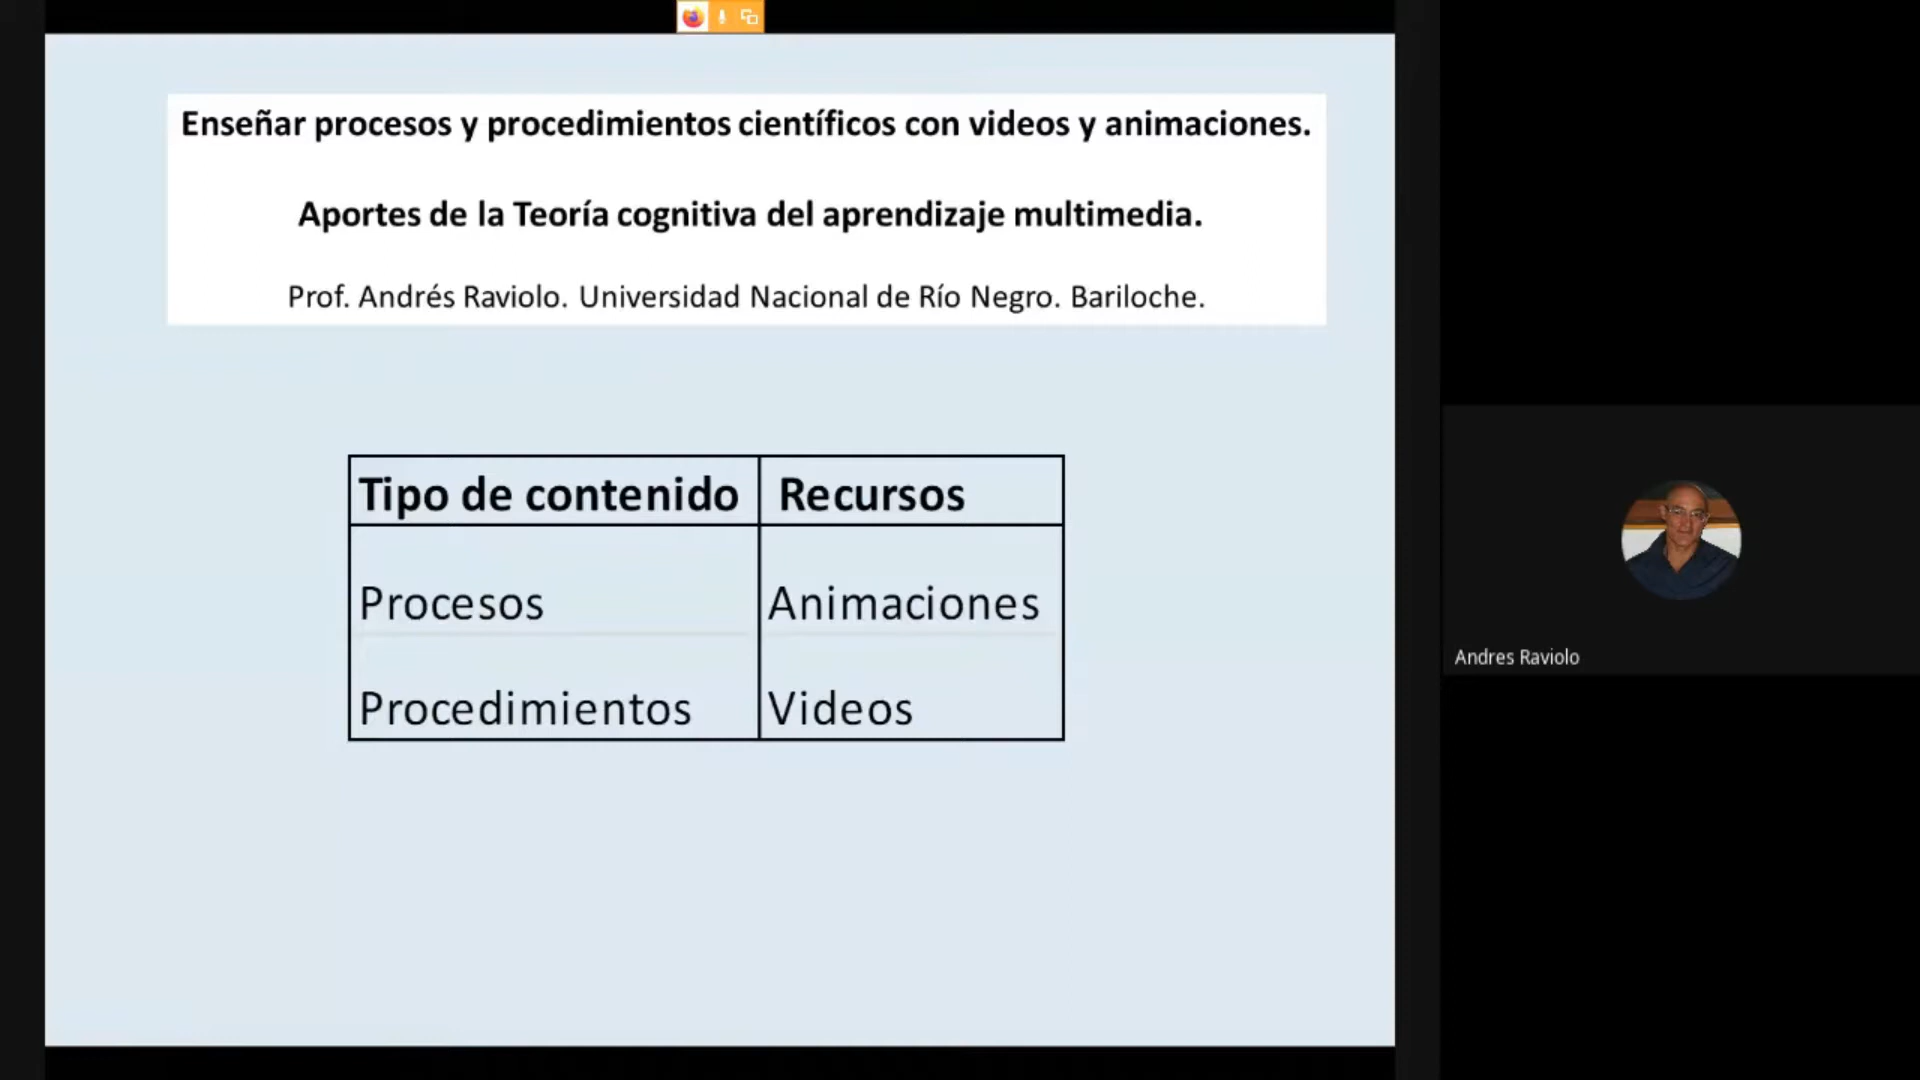 Enseñar procesos y procedimientos científicos con videos y animaciones.
Aportes de la Teoría cognitiva del aprendizaje multimedia.
Prof. Andrés Raviolo. Universidad Nacional de Río Negro. Bariloche.
Tipo de contenido Recursos
Procesos Animaciones
Procedimientos Videos
Andres Raviolo